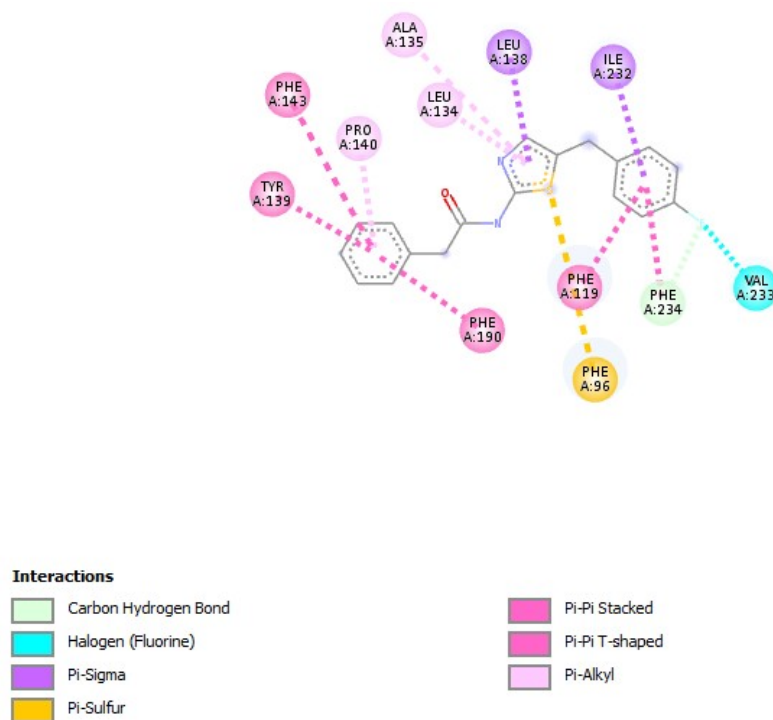 ALA
A:135
LEU
A:138
ILE
A:232
PHE
A:143
LEU
A:134
PRO
A:140
N
TYR
A:139
O
N
PHE
A:119
PHE
A:234
VAL
A:233
PHE
A:190
PHE
A:96
Interactions
Carbon Hydrogen Bond
Halogen (Fluorine)
Pi-Sigma
Pi-Sulfur
Pi-Pi Stacked
Pi-Pi T-shaped
Pi-Alkyl